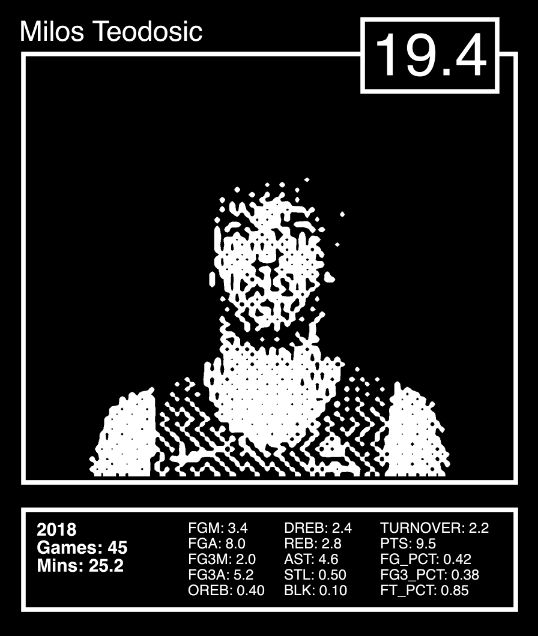 Milos Teodosic
19.4
2018
Games: 45
Mins: 25.2
FGM: 3.4
FGA: 8.0
FG3M: 2.0
FG3A: 5.2
OREB: 0.40
DREB: 2.4
REB: 2.8
AST: 4.6
STL: 0.50
BLK: 0.10
TURNOVER: 2.2
PTS: 9.5
FG_PCT: 0.42
FG3_PCT: 0.38
FT_PCT: 0.85